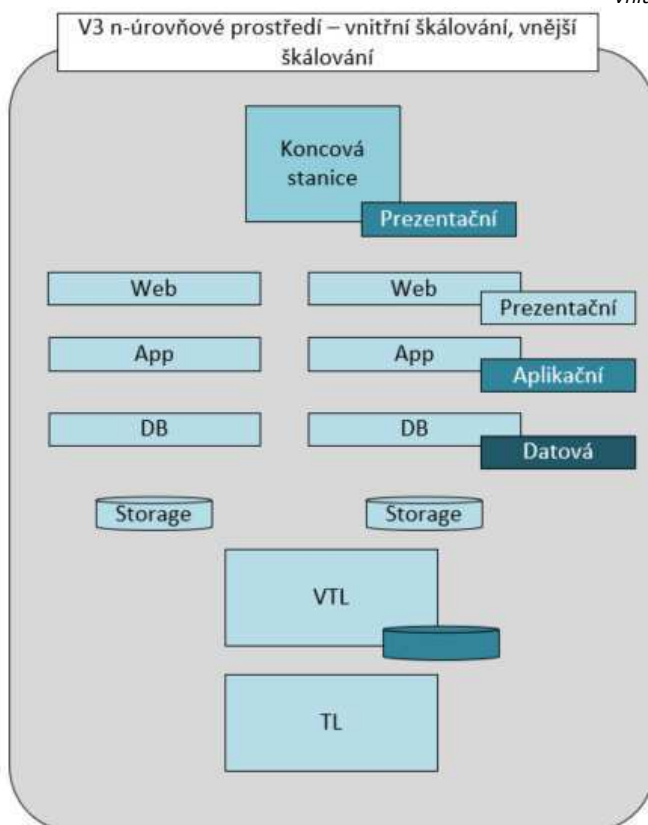 V3 n-úrovňové prostředí – vnitřní škálování, vnější
škálování
Koncová
stanice
Prezentační
Web
Web
Prezentační
App
App
Aplikační
DB
DB
Datová
Storage
Storage
VTL
TL